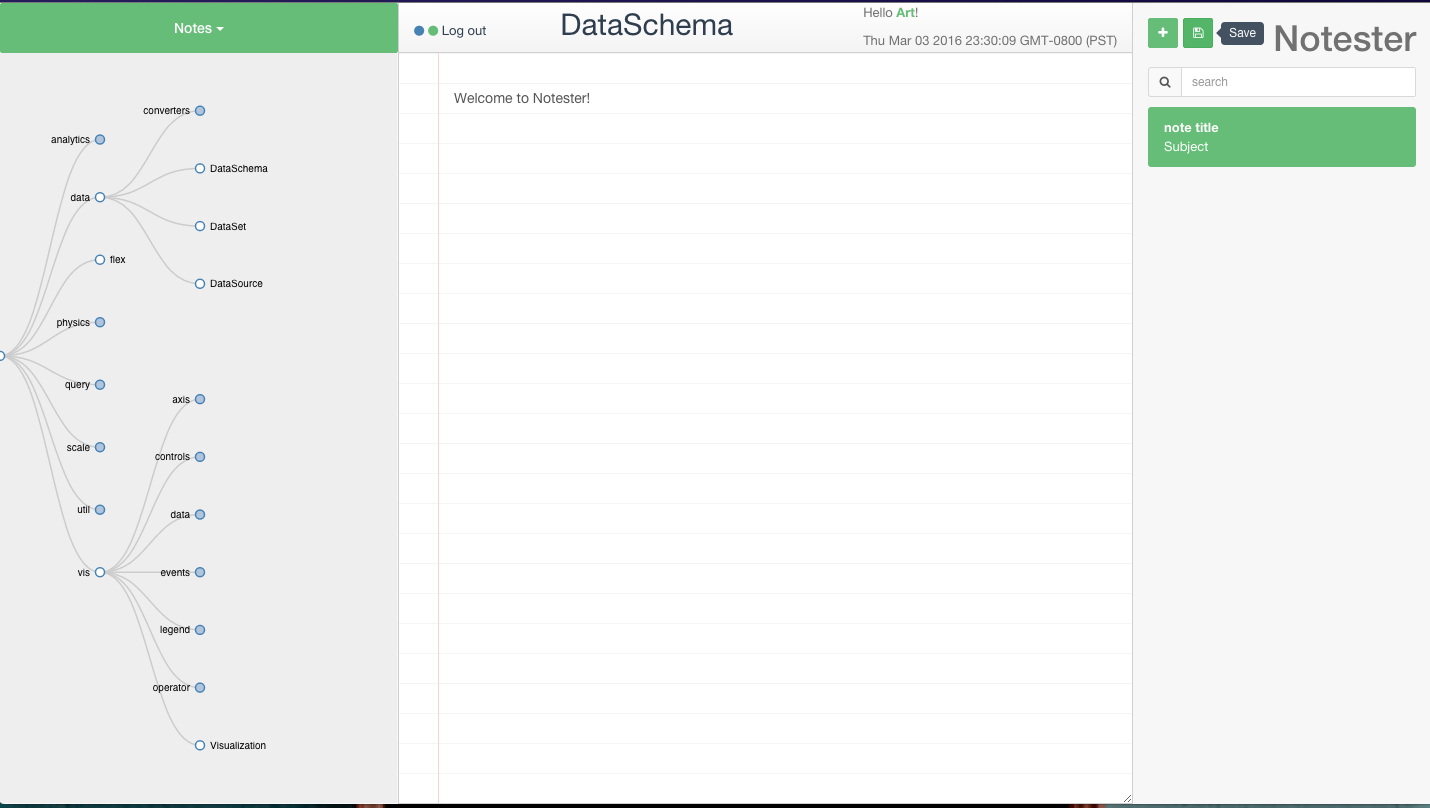 Notes
Log out
DataSchema
Hello Art!
Thu Mar 03 2016 23:30:09 GMT-0800 (PST)
Save
Notester
search
note title
Subject
Welcome to Notester!
converters
analytics
DataSchema
data
DataSet
flex
DataSource
physics
query
axis
scale
controls
util
data
vis
events
legend
operator
Visualization